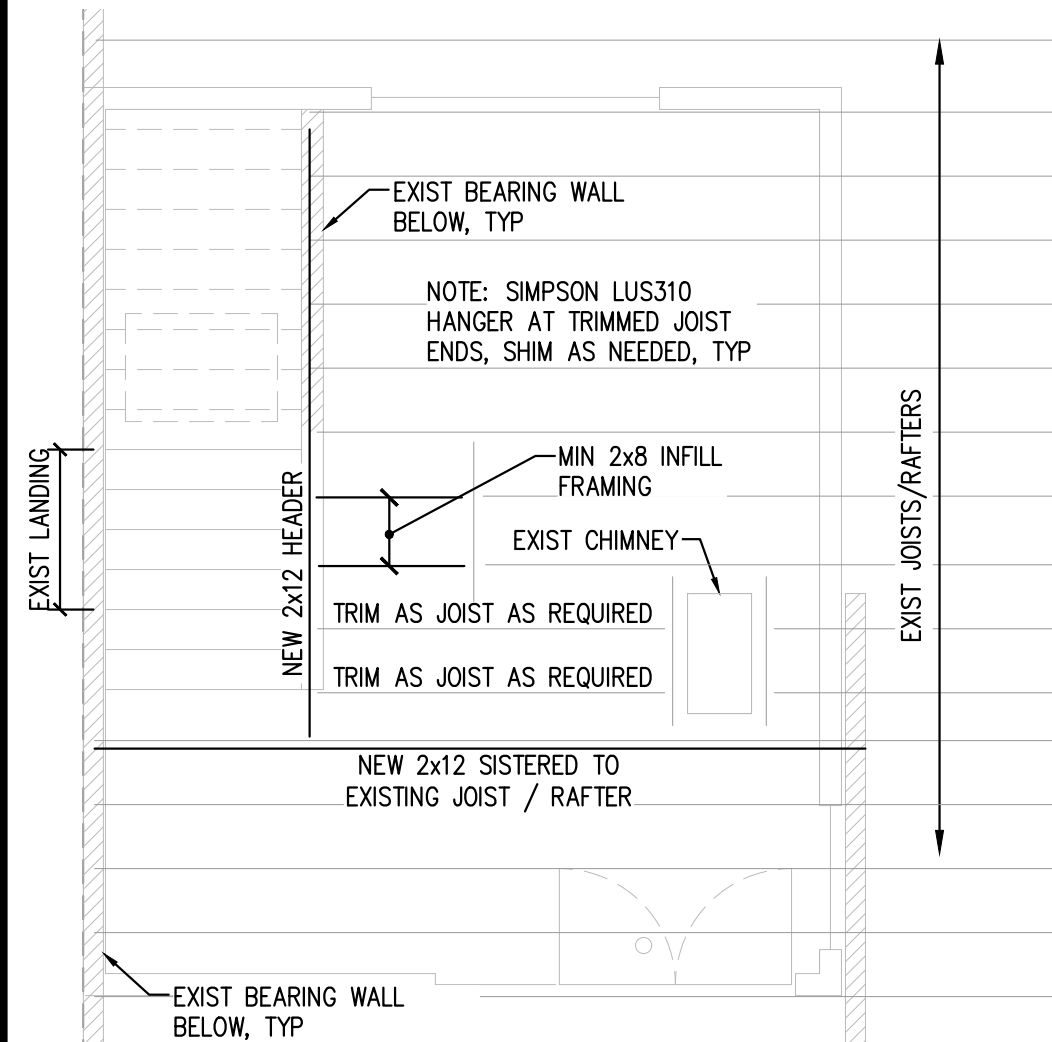 EXIST BEARING WALL
BELOW, TYP
NOTE: SIMPSON LUS310
HANGER AT TRIMMED JOIST
ENDS, SHIM AS NEEDED, TYP
EXIST LANDING
NEW 2x12 HEADER
MIN 2x8 INFILL
FRAMING
EXIST CHIMNEY
EXIST JOISTS/RAFTERS
TRIM AS JOIST AS REQUIRED
TRIM AS JOIST AS REQUIRED
NEW 2x12 SISTERED TO
EXISTING JOIST / RAFTER
EXIST BEARING WALL
BELOW, TYP